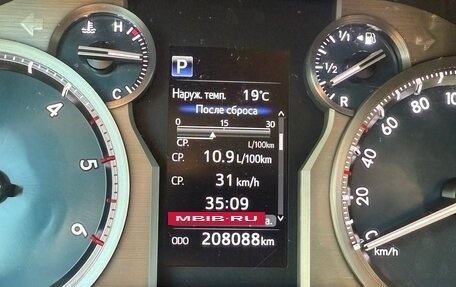 H
C
1/1
1/2
R
P
Наруж. темп. 19°C
После сброса
0 15 30
СР. L/100km
СР. 10.9 L/100km
СР. 31 km/h
35:09
MBIB.RU
a.
ODO 208088km
4
5
6
100
80
60
40
20
0
km/h